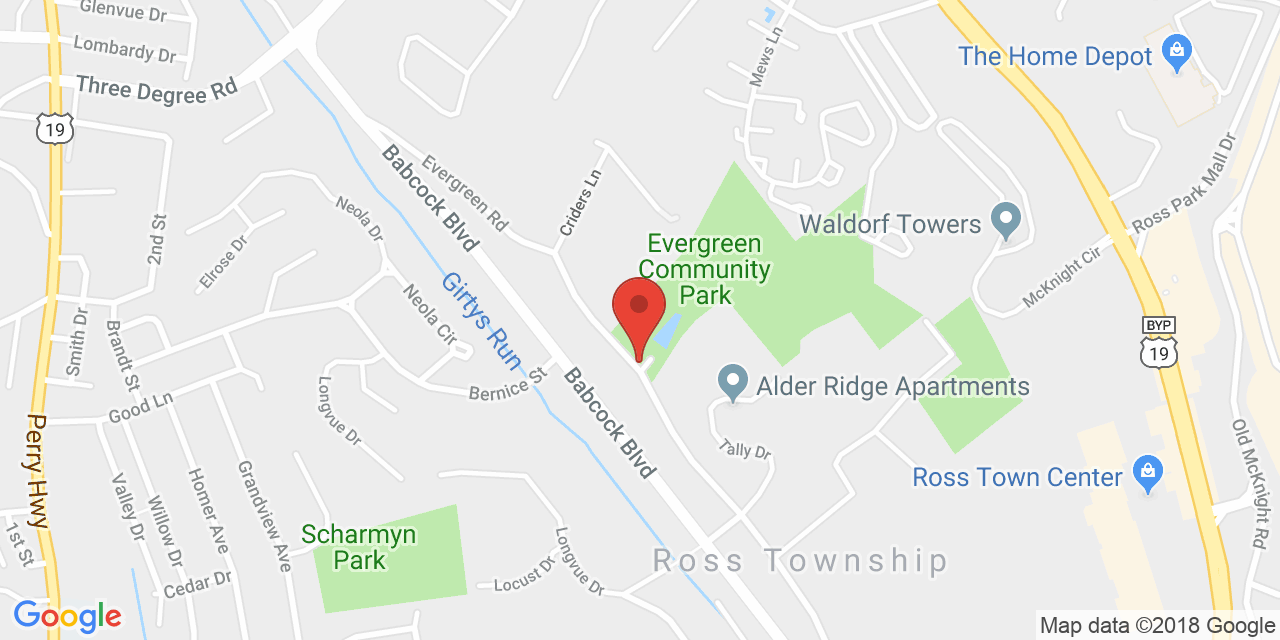 Glenvue Dr
Lombardy Dr
Three Degree Rd
19
Mews Ln
The Home Depot
Babcock Blvd
Evergreen Rd
Criders Ln
Ross Park Mall Dr
2nd St
Elrose Dr
Neola Dr
Waldorf Towers
Evergreen
Community
Park
McKnight Cir
Girtys Run
Neola Cir
Smith Dr
Brandt St
BYP
19
Good Ln
Longvue Dr
Bernice St
Babcock Blvd
Alder Ridge Apartments
Tally Dr
Perry Hwy
Ross Town Center
Old McKnight Rd
Valley Dr
Willow Dr
Homer Ave
Grandview Ave
1st St
Scharmyn
Park
Cedar Dr
Locust Dr
Longvue Dr
Ross Township
Google
Map data ©2018 Google